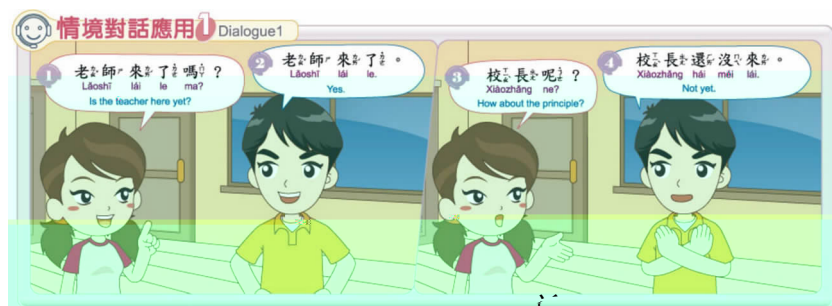 情境對話應用1 Dialogue1
1
老師來了嗎？
Lǎoshī lái le ma?
Is the teacher here yet?
2
老師來了。
Lǎoshī lái le.
Yes.
3
校長呢？
Xiàozhǎng ne?
How about the principle?
4
校長還沒來。
Xiàozhǎng hái méi lái.
Not yet.